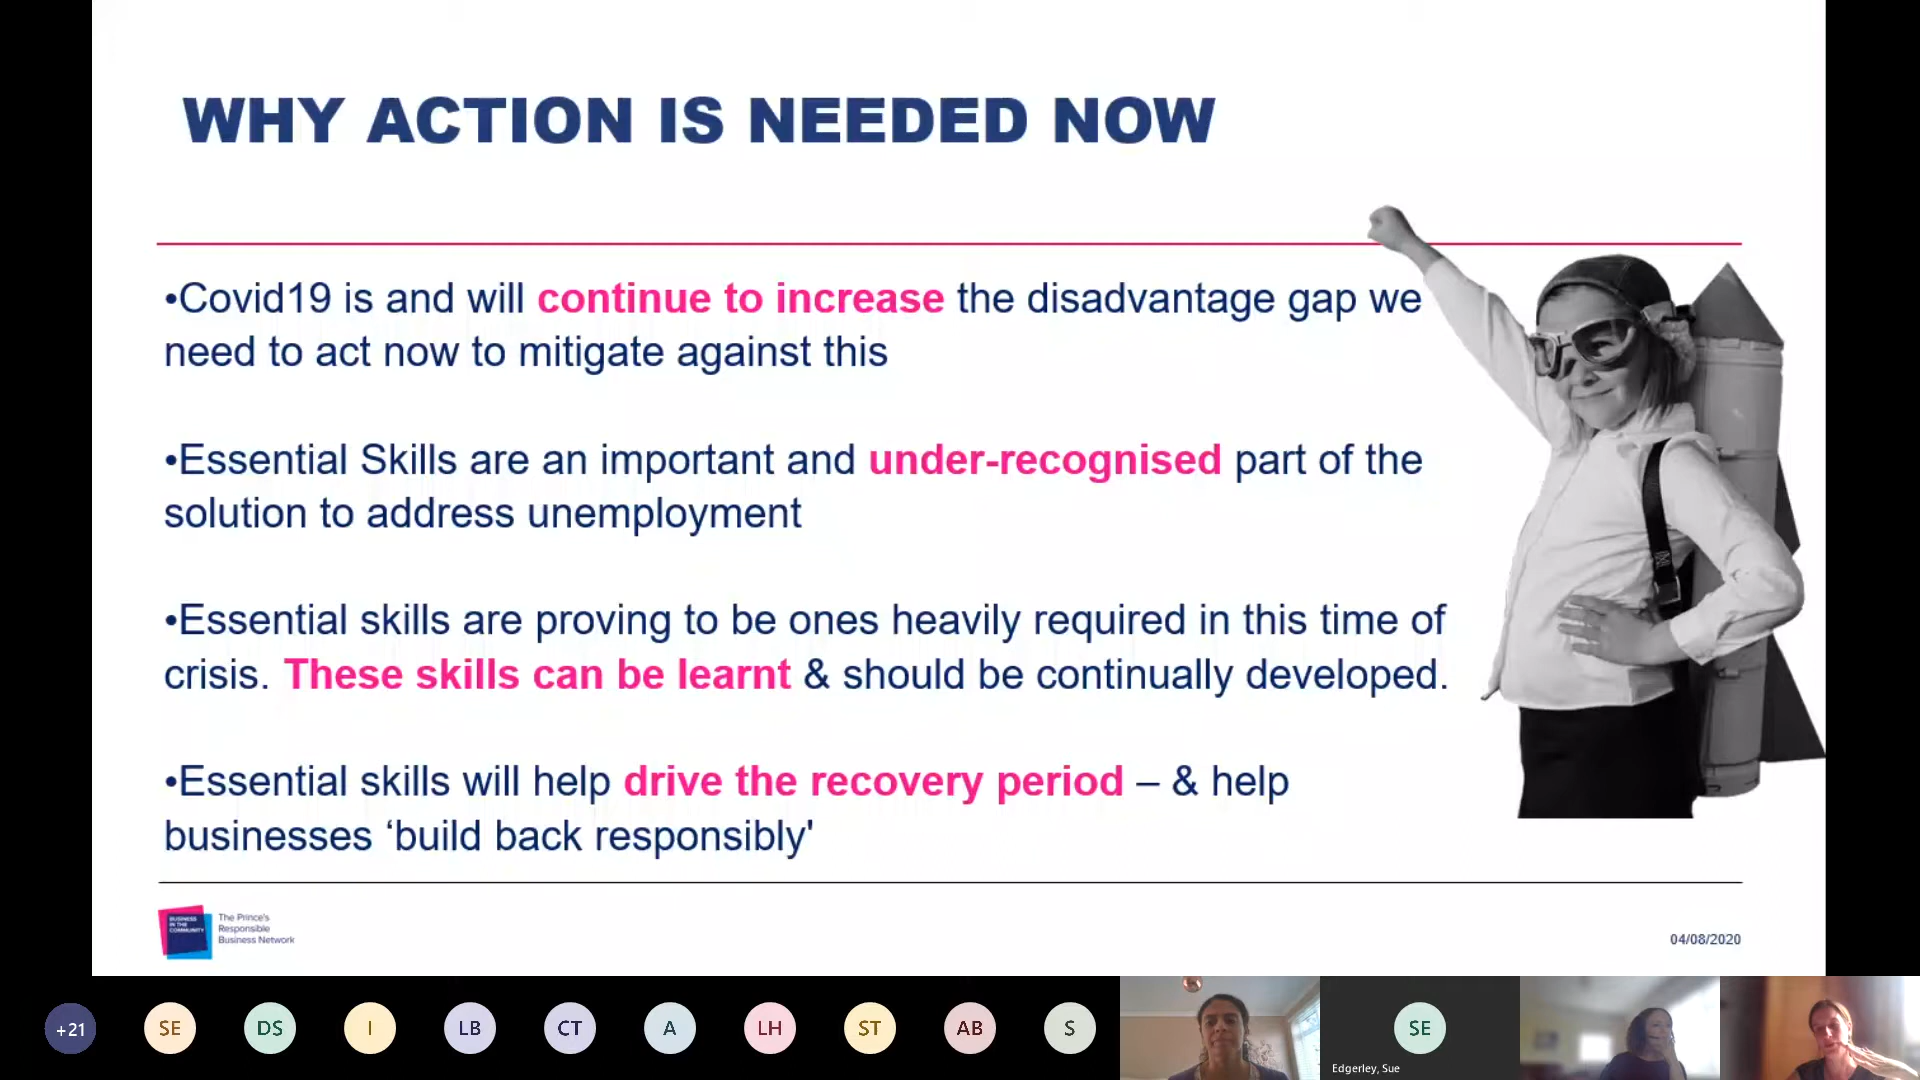 WHY ACTION IS NEEDED NOW
•Covid19 is and will continue to increase the disadvantage gap we
need to act now to mitigate against this
•Essential Skills are an important and under-recognised part of the
solution to address unemployment
•Essential skills are proving to be ones heavily required in this time of
crisis. These skills can be learnt & should be continually developed.
•Essential skills will help drive the recovery period – & help
businesses ‘build back responsibly'
BUSINESS
IN THE
COMMUNITY
The Prince's
Responsible
Business Network
04/08/2020
+21
SE
DS
I
LB
CT
A
LH
ST
AB
S
SE
Edgerley, Sue